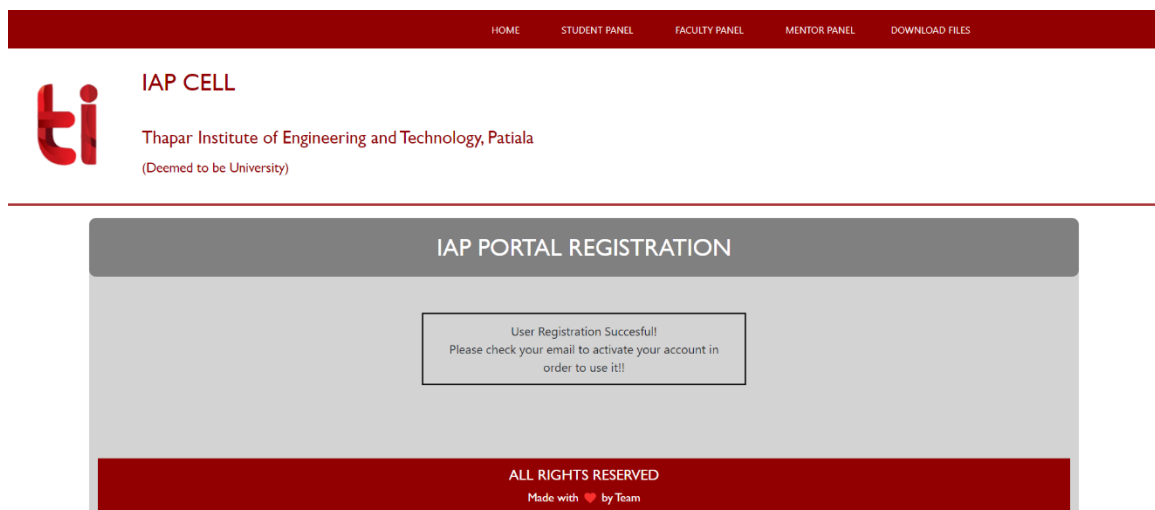 HOME STUDENT PANEL FACULTY PANEL MENTOR PANEL DOWNLOAD FILES
ti
IAP CELL
Thapar Institute of Engineering and Technology, Patiala
(Deemed to be University)
IAP PORTAL REGISTRATION
User Registration Succesful!
Please check your email to activate your account in
order to use it!!
ALL RIGHTS RESERVED
Made with ❤ by Team